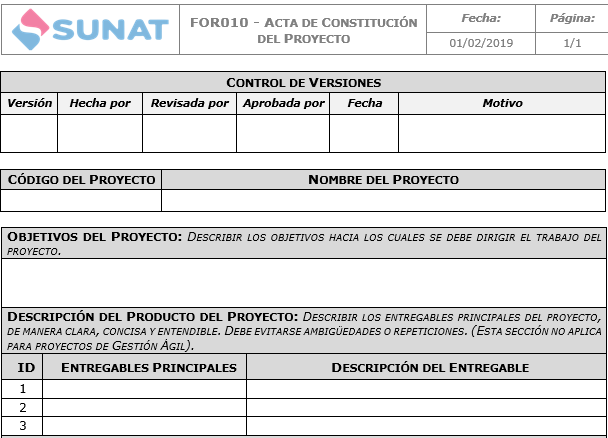 SUNAT
FOR010 - ACTA DE CONSTITUCIÓN
DEL PROYECTO
Fecha:
Página:
01/02/2019
1/1
CONTROL DE VERSIONES
Versión Hecha por Revisada por Aprobada por Fecha Motivo
CÓDIGO DEL PROYECTO NOMBRE DEL PROYECTO
OBJETIVOS DEL PROYECTO: DESCRIBIR LOS OBJETIVOS HACIA LOS CUALES SE DEBE DIRIGIR EL TRABAJO DEL
PROYECTO.
DESCRIPCIÓN DEL PRODUCTO DEL PROYECTO: DESCRIBIR LOS ENTREGABLES PRINCIPALES DEL PROYECTO,
DE MANERA CLARA, CONCISA Y ENTENDIBLE. DEBE EVITARSE AMBIGÜEDADES O REPETICIONES. (ESTA SECCIÓN NO APLICA
PARA PROYECTOS DE GESTIÓN ÁGIL).
ID ENTREGABLES PRINCIPALES DESCRIPCIÓN DEL ENTREGABLE
1
2
3